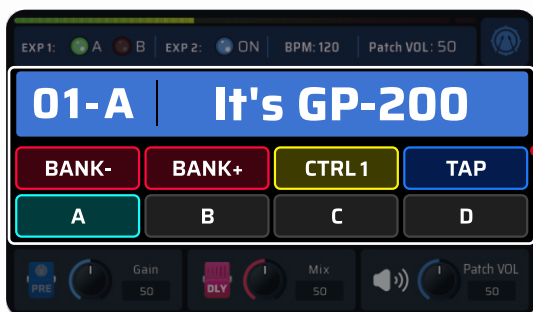 EXP 1: A B EXP 2: ON BPM: 120 Patch VOL: 50
01-A It's GP-200
BANK- BANK+ CTRL 1 TAP
A B C D
Gain Mix Patch VOL
PRE 50 DLY 50 50